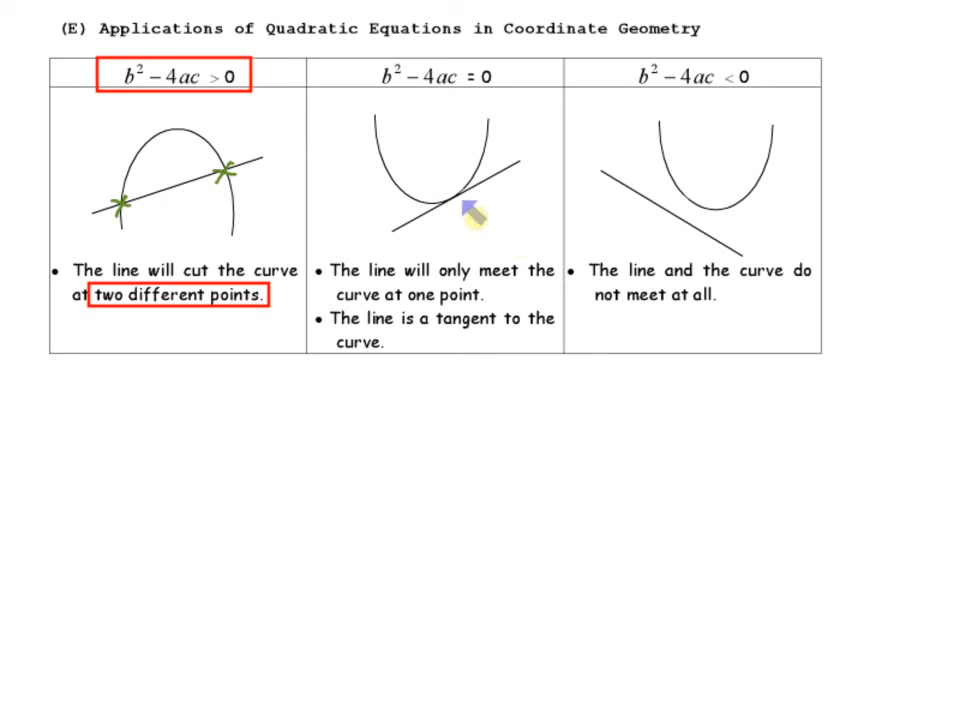 (E) Applications of Quadratic Equations in Coordinate Geometry
b² – 4ac > 0
b² – 4ac = 0
b² – 4ac < 0
• The line will cut the curve
at two different points.
• The line will only meet the
curve at one point.
• The line is a tangent to the
curve.
• The line and the curve do
not meet at all.